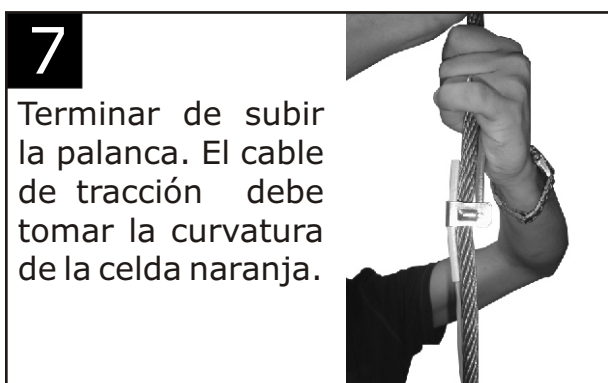 7
Terminar de subir
la palanca. El cable
de tracción debe
tomar la curvatura
de la celda naranja.